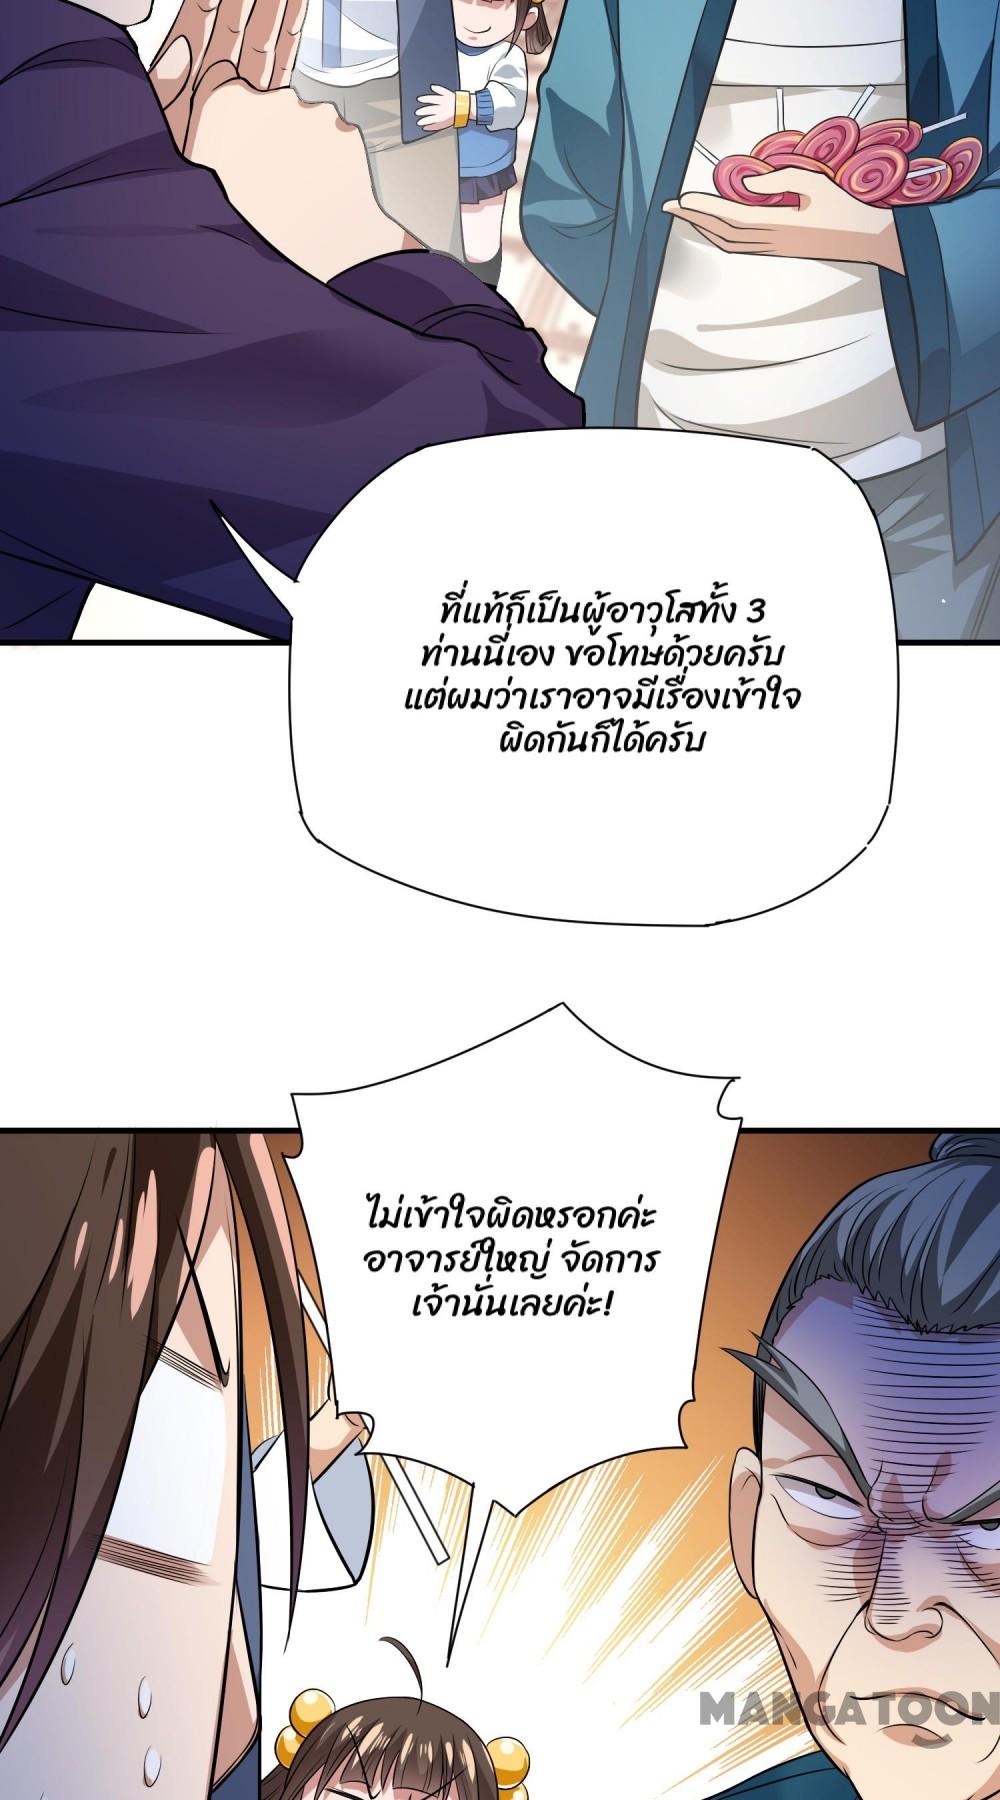 ที่แท้ก็เป็นผู้อาวุโสทั้ง 3
ท่านนี่เอง ขอโทษด้วยครับ
แต่ผมว่าเราอาจมีเรื่องเข้าใจ
ผิดกันก็ได้ครับ
ไม่เข้าใจผิดหรอกค่ะ
อาจารย์ใหญ่ จัดการ
เจ้านั่นเลยค่ะ!
MANGATOON